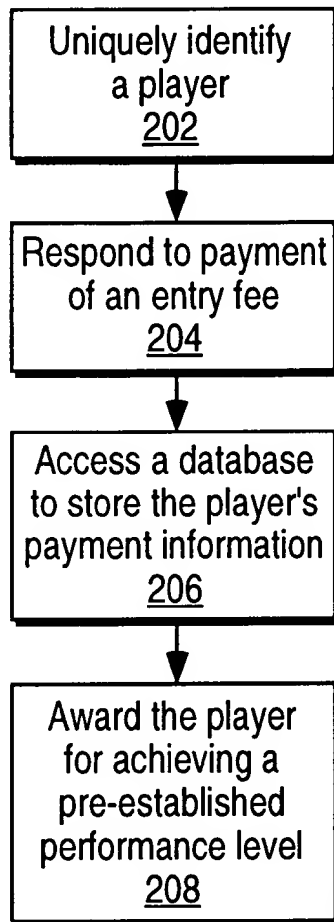 Uniquely identify
a player
202
Respond to payment
of an entry fee
204
Access a database
to store the player's
payment information
206
Award the player
for achieving a
pre-established
performance level
208